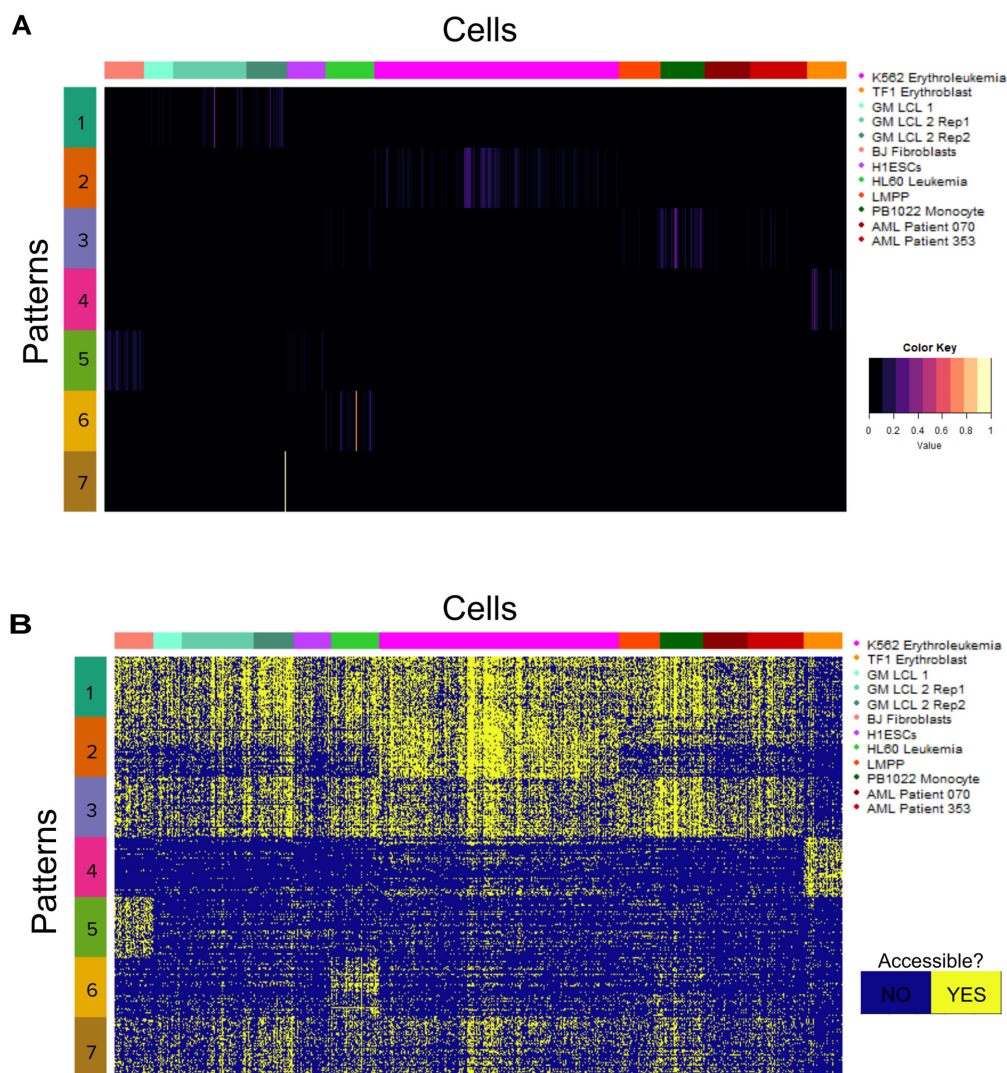 A
Cells
Patterns
1
2
3
4
5
6
7
K562 Erythroleukemia
TF1 Erythroblast
GM LCL 1
GM LCL 2 Rep1
GM LCL 2 Rep2
BJ Fibroblasts
H1ESCs
HL60 Leukemia
LMPP
PB1022 Monocyte
AML Patient 070
AML Patient 353
Color Key
0 0.2 0.4 0.6 0.8 1
Value
B
Cells
Patterns
1
2
3
4
5
6
7
K562 Erythroleukemia
TF1 Erythroblast
GM LCL 1
GM LCL 2 Rep1
GM LCL 2 Rep2
BJ Fibroblasts
H1ESCs
HL60 Leukemia
LMPP
PB1022 Monocyte
AML Patient 070
AML Patient 353
Accessible?
NO YES